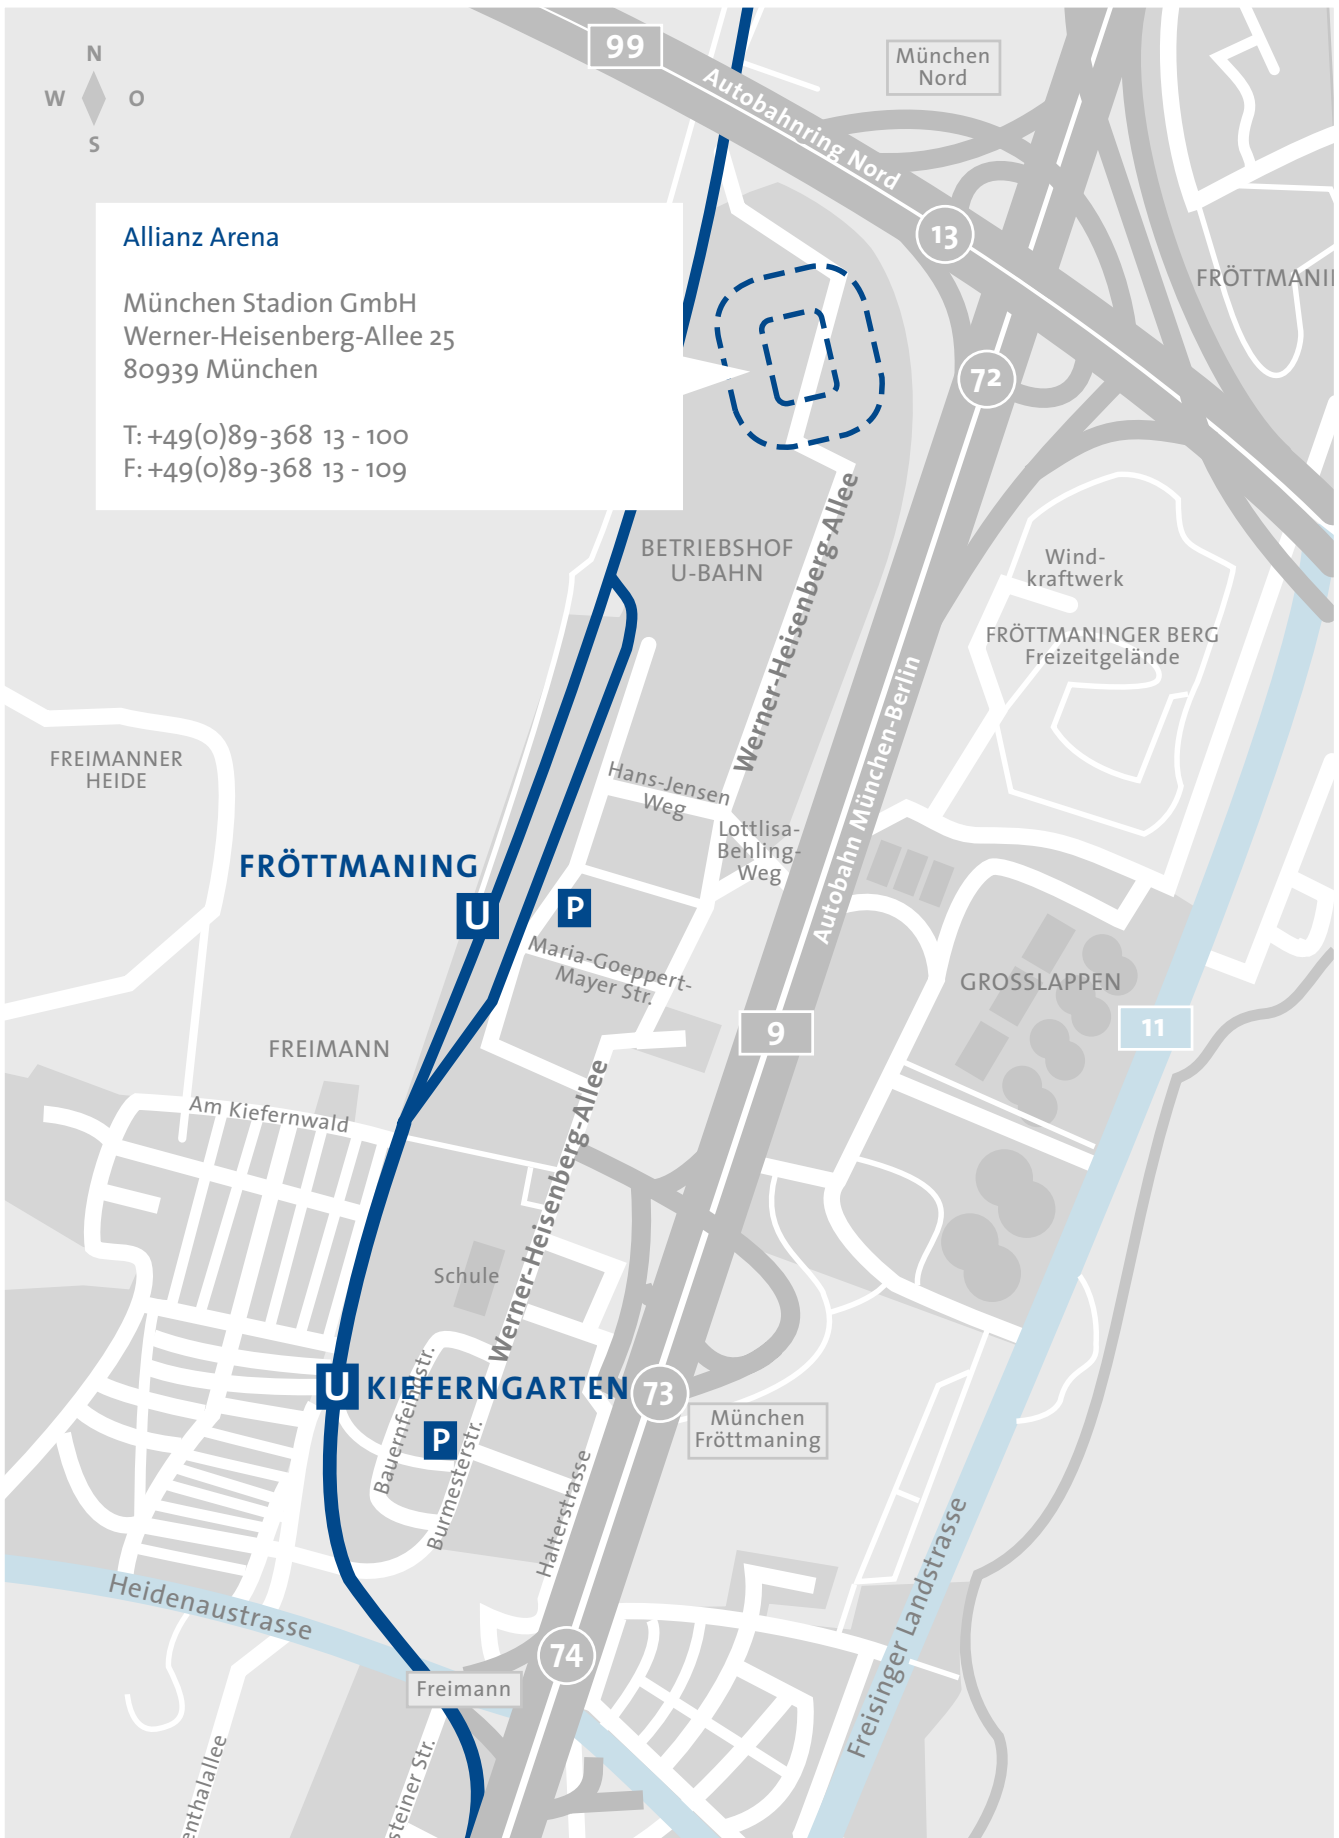 N
W
O
S
99
Autobahnring Nord
München
Nord
13
FRÖTTMANI
72
Allianz Arena
München Stadion GmbH
Werner-Heisenberg-Allee 25
80939 München
T: +49(0)89-368 13 - 100
F: +49(0)89-368 13 - 109
BETRIEBSHOF
U-BAHN
Werner-Heisenberg-Allee
Wind-
kraftwerk
FRÖTTMANINGER BERG
Freizeitgelände
Autobahn München-Berlin
FREIMANNER
HEIDE
Hans-Jensen
Weg
Lottlisa-
Behling-
Weg
FRÖTTMANING
U
P
Maria-Goeppert-
Mayer Str.
GROSSLAPPEN
9
11
FREIMANN
Am Kiefernwald
Werner-Heisenberg-Allee
Schule
U
KIEFERNGARTEN
73
München
Fröttmaning
Bauernfeindstr.
P
Burmesterstr.
Halterstrasse
Heidenaustrasse
Freisinger Landstrasse
74
Freimann
enthalallee
steiner Str.